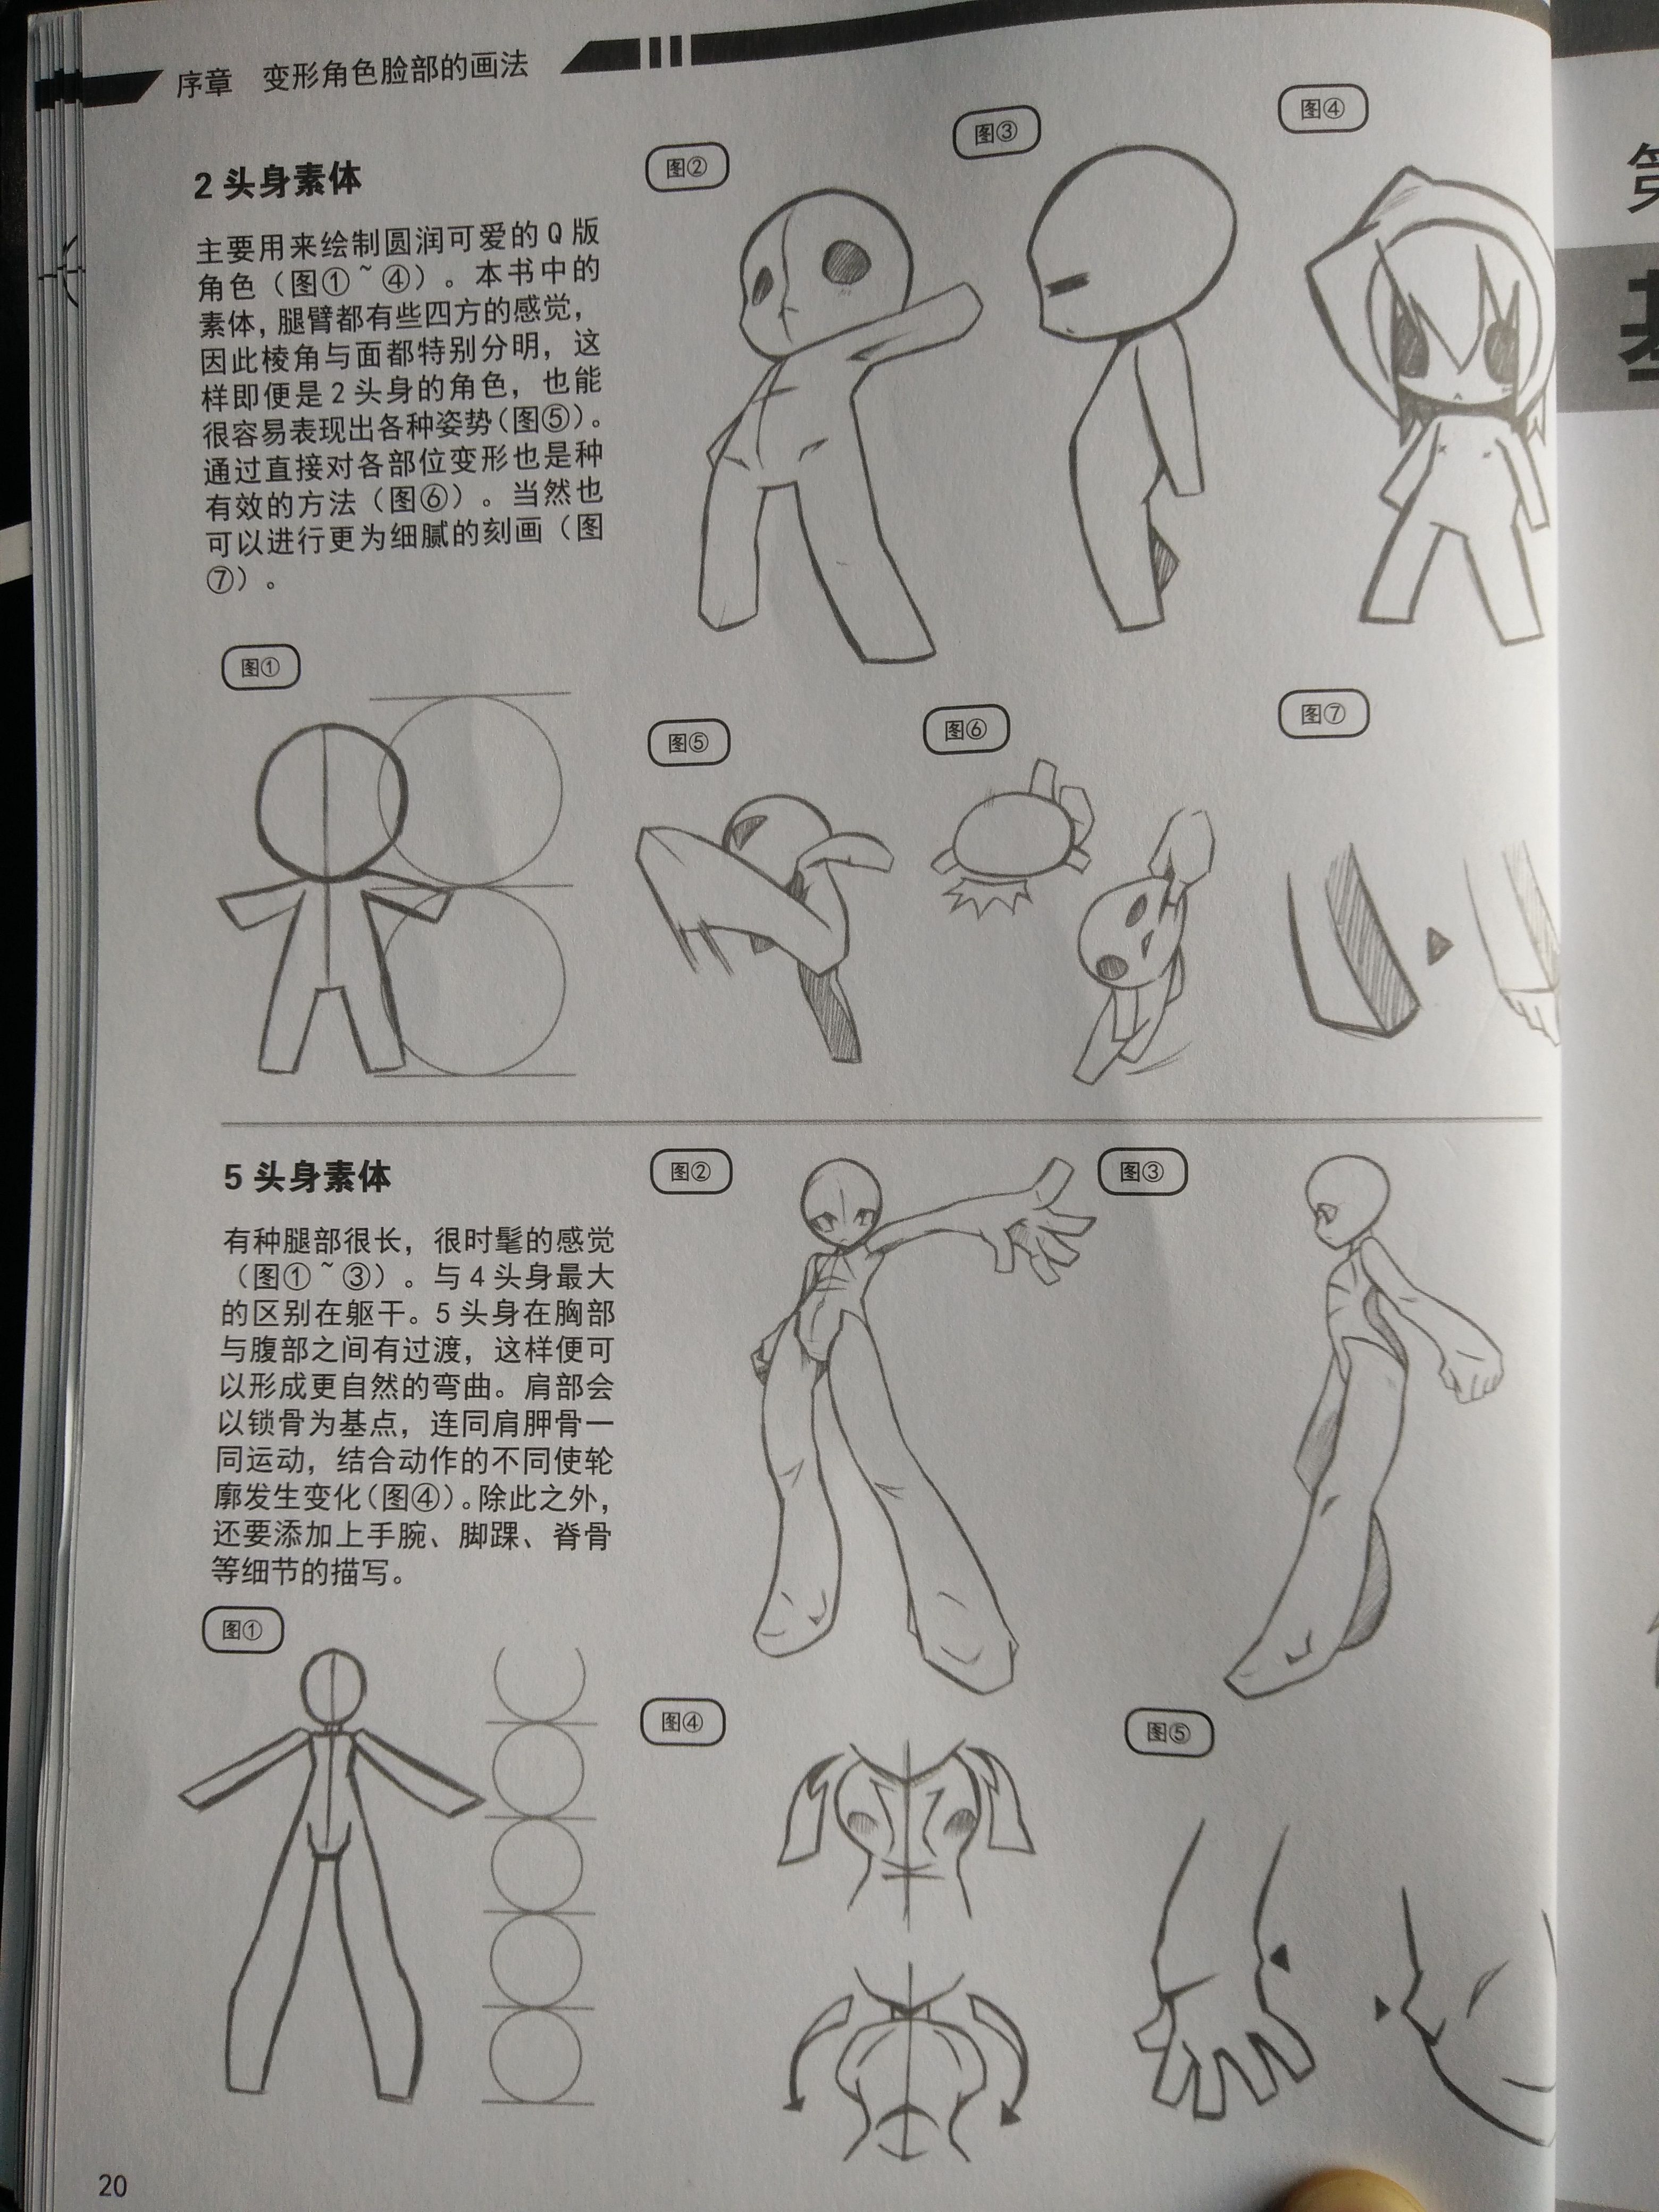 序章 变形角色脸部的画法
2 头身素体
主要用来绘制圆润可爱的 Q 版
角色（图①~④）。本书中的
素体，腿臂都有些四方的感觉，
因此棱角与面都特别分明，这
样即便是 2 头身的角色，也能
很容易表现出各种姿势（图⑤）。
通过直接对各部位变形也是种
有效的方法（图⑥）。当然也
可以进行更为细腻的刻画（图
⑦）。
图①
图②
图③
图④
图⑤
图⑥
图⑦
5 头身素体
有种腿部很长，很时髦的感觉
（图①~③）。与 4 头身最大
的区别在躯干。5 头身在胸部
与腹部之间有过渡，这样便可
以形成更自然的弯曲。肩部会
以锁骨为基点，连同肩胛骨一
同运动，结合动作的不同使轮
廓发生变化（图④）。除此之外，
还要添加上手腕、脚踝、脊骨
等细节的描写。
图①
图②
图③
图④
图⑤
20